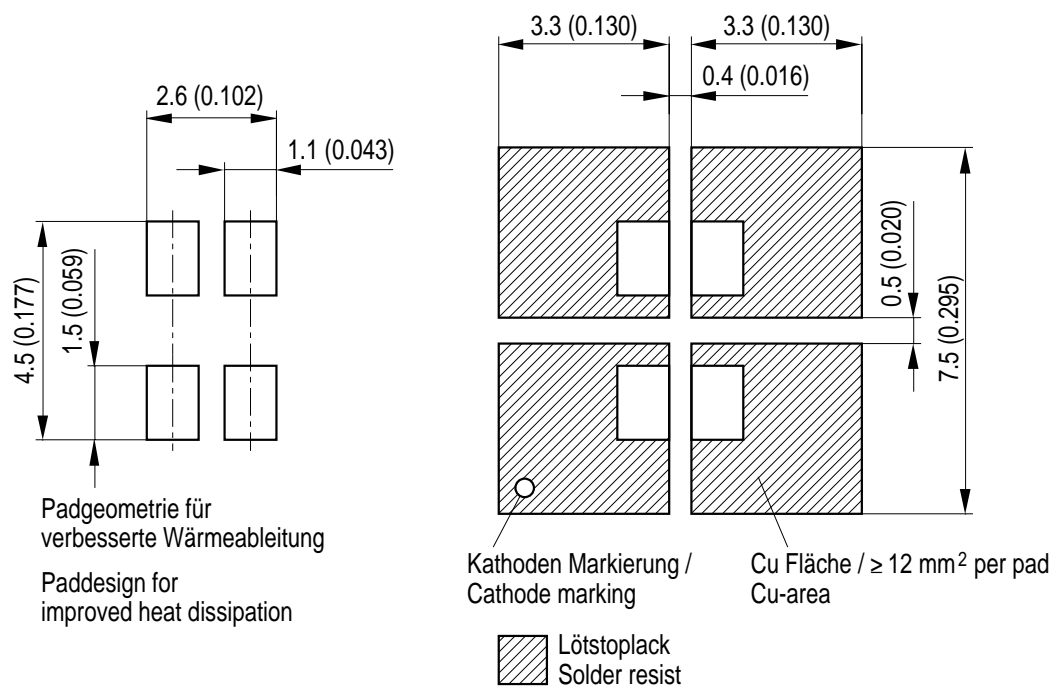 3.3 (0.130)
3.3 (0.130)
0.4 (0.016)
2.6 (0.102)
1.1 (0.043)
4.5 (0.177)
1.5 (0.059)
0.5 (0.020)
7.5 (0.295)
Padgeometrie für
verbesserte Wärmeableitung
Paddesign for
improved heat dissipation
Kathoden Markierung /
Cathode marking
Cu Fläche / ≥ 12 mm² per pad
Cu-area
Lötstoplack
Solder resist